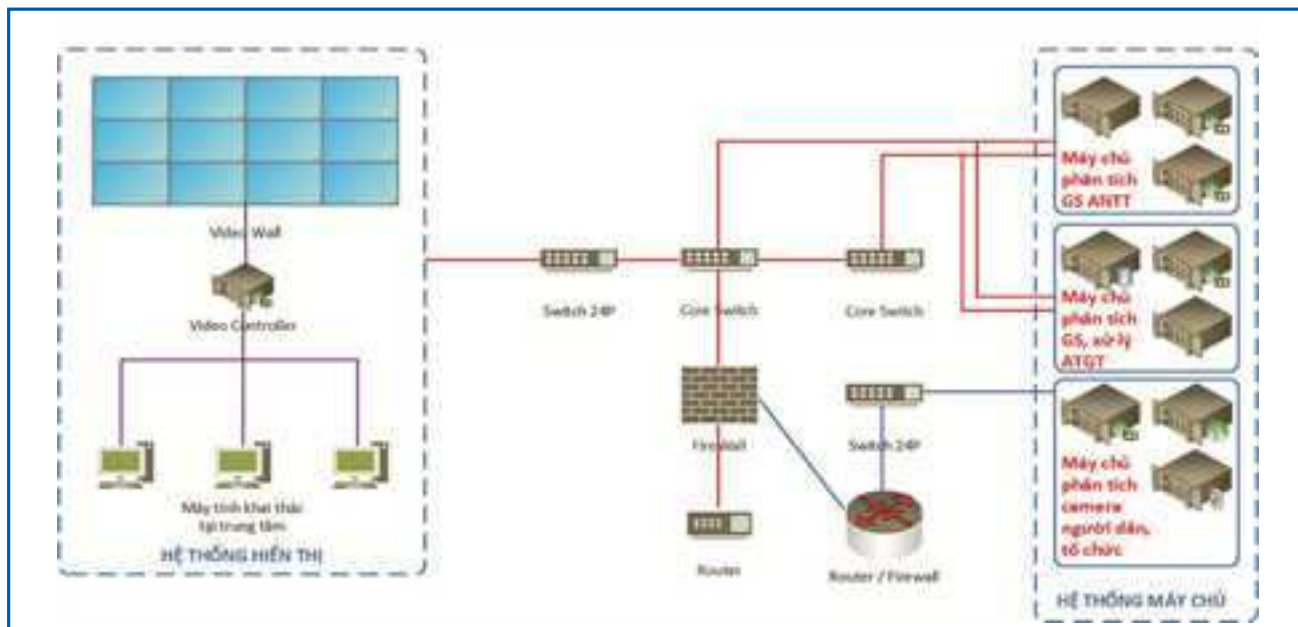 Video Wall
Video Controller
Máy tính khai thác
tại trung tâm
HỆ THỐNG HIỂN THỊ
Switch 24P
Core Switch
Core Switch
Firewall
Switch 24P
Router
Router / Firewall
Máy chủ
phân tích
GS ANTT
Máy chủ
phân tích
GS, xử lý
ATGT
Máy chủ
phân tích
camera
người dân,
tổ chức
HỆ THỐNG MÁY CHỦ